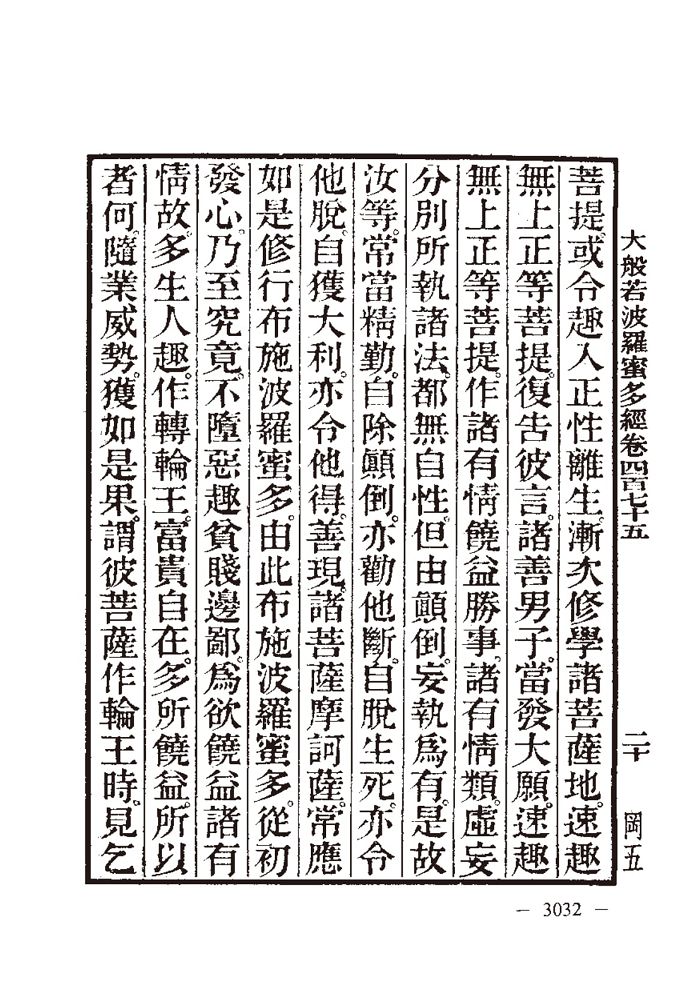 大般若波羅蜜多經卷四百七十五　二十　岡五
菩提。或令趣入正性離生。漸次修學諸菩薩地。速趣
無上正等菩提。復告彼言。諸善男子。當發大願。速趣
無上正等菩提。作諸有情饒益勝事。諸有情類。虛妄
分別所執諸法。都無自性。但由顚倒。妄執爲有。是故
汝等。常當精勤。自除顚倒。亦勸他斷。自脫生死。亦令
他脫。自獲大利。亦令他得。善現。諸菩薩摩訶薩。常應
如是修行布施波羅蜜多。由此布施波羅蜜多。從初
發心。乃至究竟。不墮惡趣貧賤邊鄙。爲欲饒益諸有
情故。多生人趣。作轉輪王。富貴自在。多所饒益。所以
者何。隨業威勢。獲如是果。謂彼菩薩作輪王時。見乞
— 3032 —